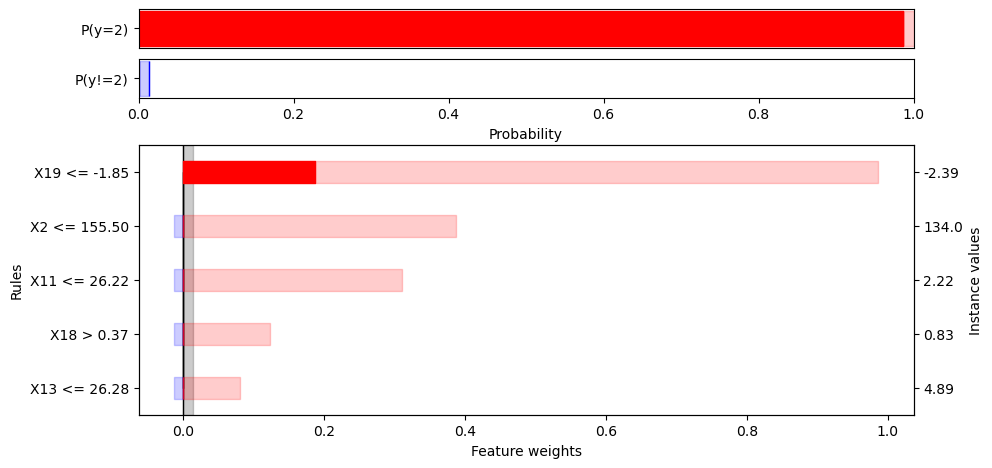 P(y=2)
P(y!=2)
0.0 0.2 0.4 0.6 0.8 1.0
Probability
X19 <= -1.85 -2.39
X2 <= 155.50 134.0
X11 <= 26.22 2.22
X18 > 0.37 0.83
X13 <= 26.28 4.89
Rules
Instance values
0.0 0.2 0.4 0.6 0.8 1.0
Feature weights